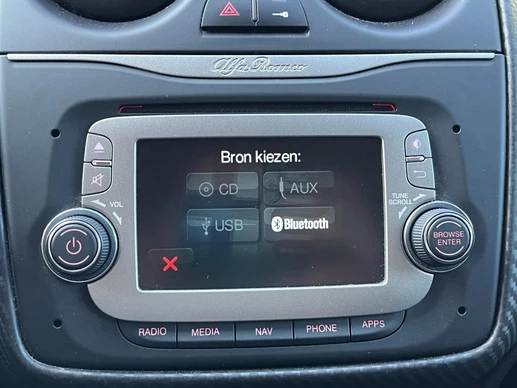 Alfa Romeo
Bron kiezen:
CD
AUX
USB
Bluetooth
VOL
TUNE
SCROLL
BROWSE
ENTER
RADIO
MEDIA
NAV
PHONE
APPS